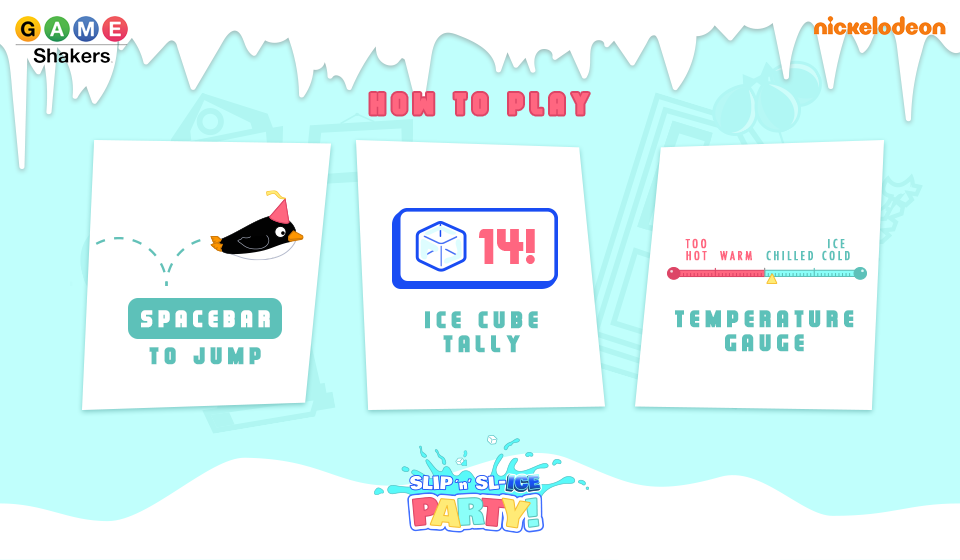 GAME
Shakers
nickelodeon
HOW TO PLAY
SPACEBAR
TO JUMP
14!
ICE CUBE
TALLY
TOO
HOT
WARM
CHILLED
ICE
COLD
TEMPERATURE
GAUGE
SLIP 'n' SL-ICE
PARTY!